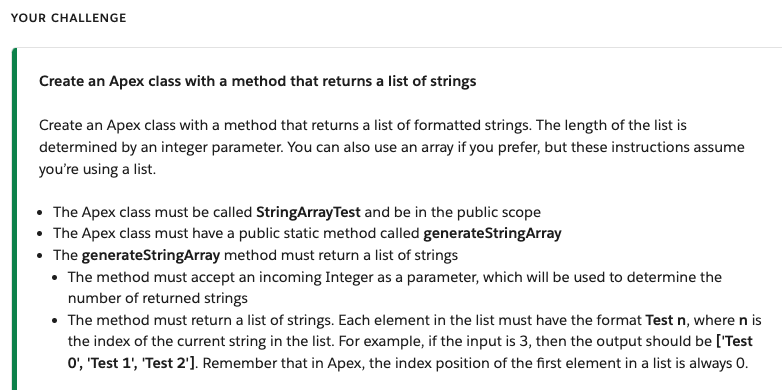 YOUR CHALLENGE
Create an Apex class with a method that returns a list of strings
Create an Apex class with a method that returns a list of formatted strings. The length of the list is
determined by an integer parameter. You can also use an array if you prefer, but these instructions assume
you’re using a list.
• The Apex class must be called StringArrayTest and be in the public scope
• The Apex class must have a public static method called generateStringArray
• The generateStringArray method must return a list of strings
• The method must accept an incoming Integer as a parameter, which will be used to determine the
number of returned strings
• The method must return a list of strings. Each element in the list must have the format Test n, where n is
the index of the current string in the list. For example, if the input is 3, then the output should be ['Test
0', 'Test 1', 'Test 2']. Remember that in Apex, the index position of the first element in a list is always 0.